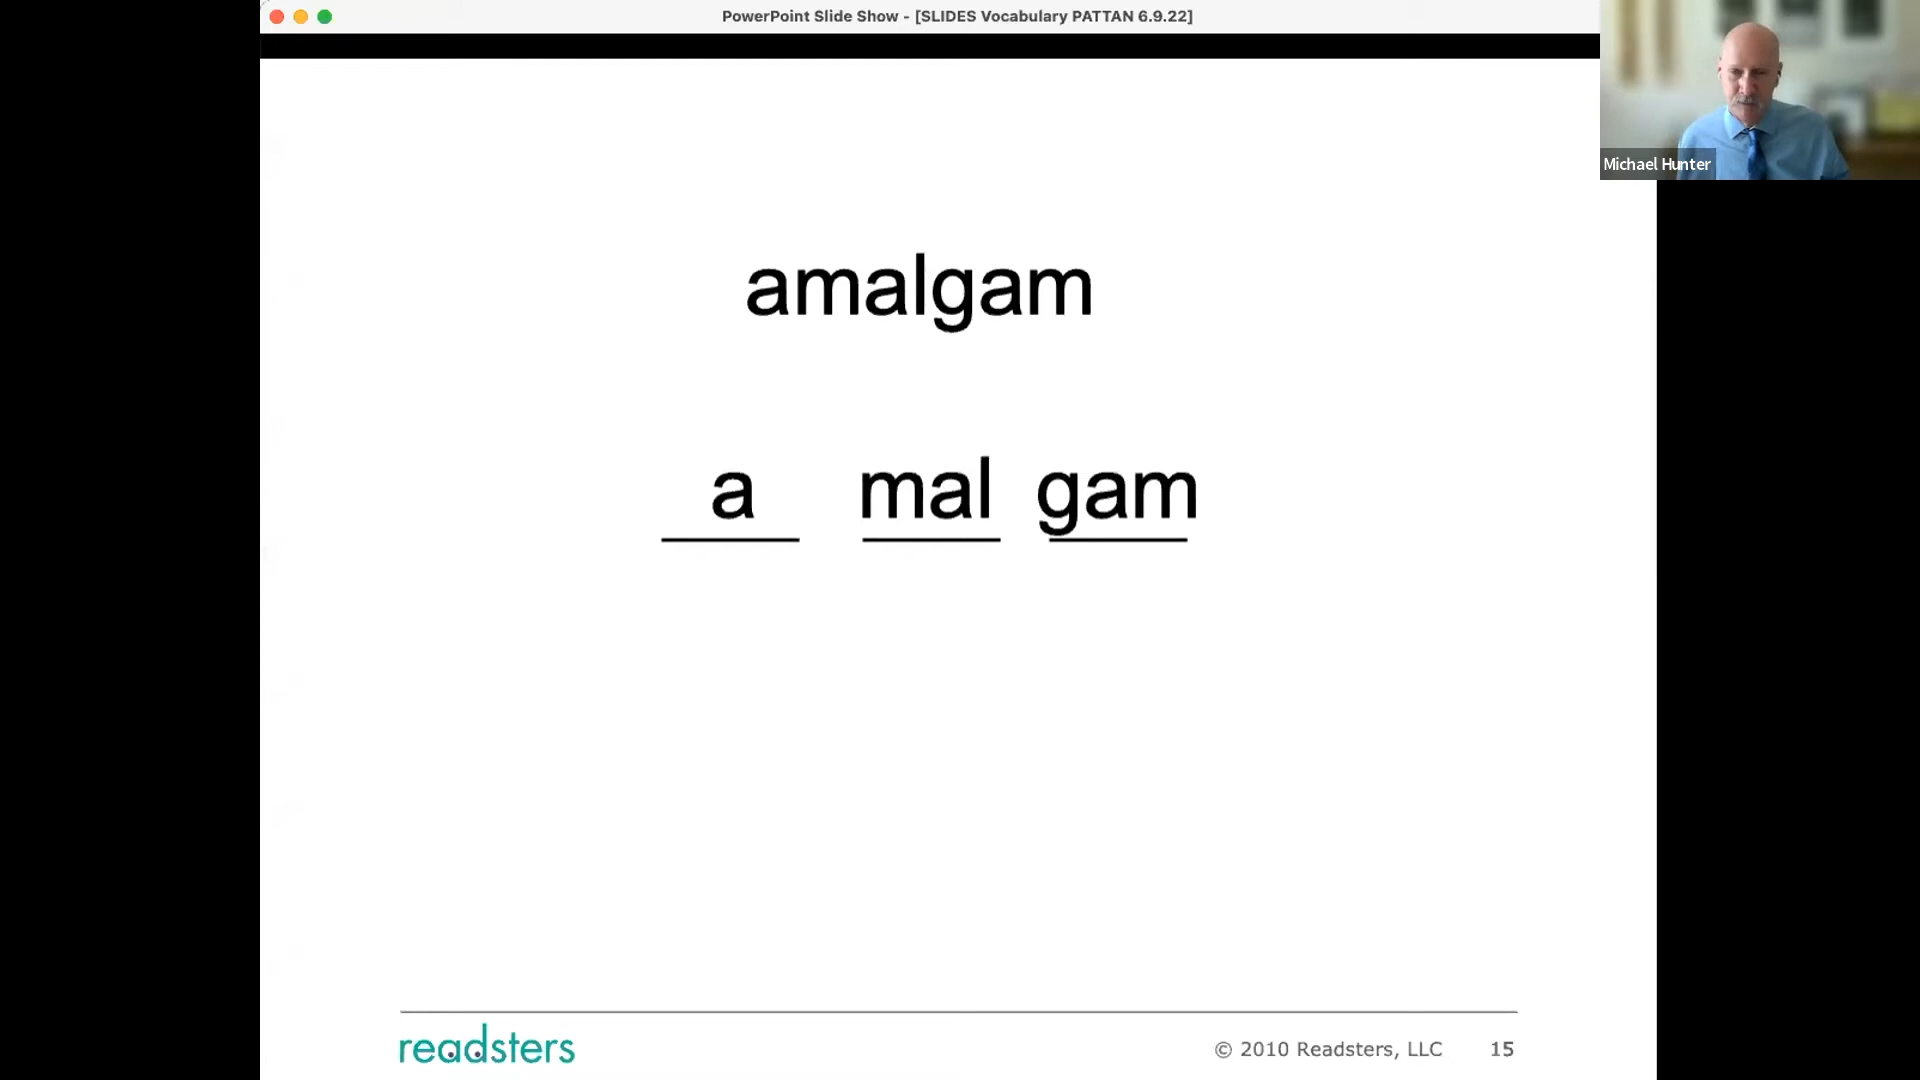 PowerPoint Slide Show - [SLIDES Vocabulary PATTAN 6.9.22]
Michael Hunter
amalgam
a mal gam
readsters
© 2010 Readsters, LLC 15